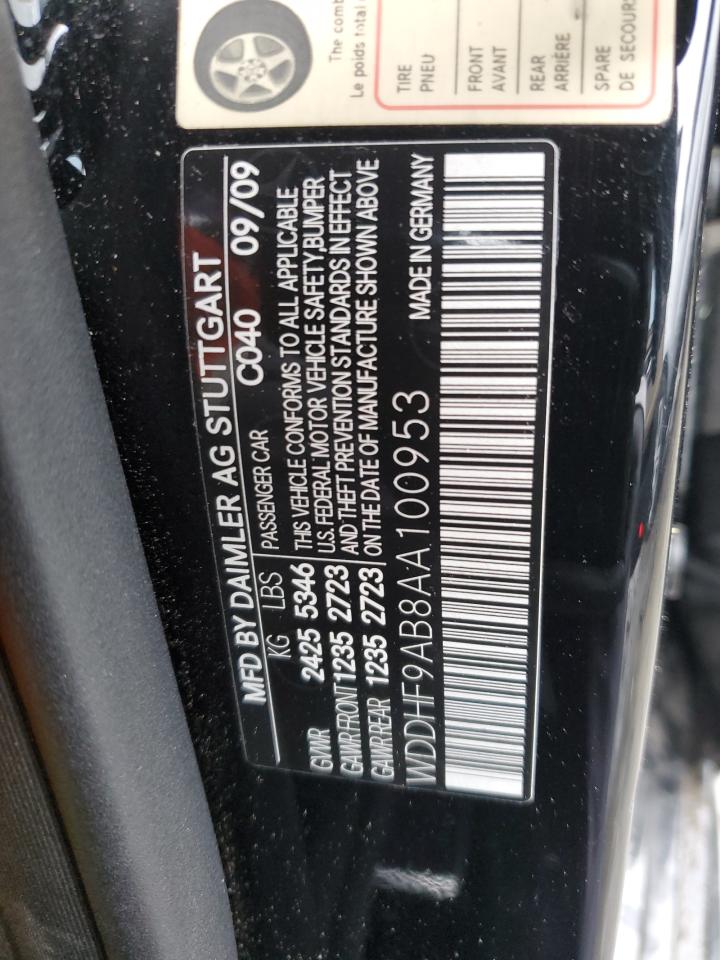 The comb
Le poids total
TIRE
PNEU
FRONT
AVANT
REAR
ARRIÈRE
SPARE
DE SECOURS
MFD BY DAIMLER AG STUTTGART
KG LBS PASSENGER CAR C040 09/09
GVWR 2425 5346
GAWR FRONT 1235 2723
GAWR REAR 1235 2723
THIS VEHICLE CONFORMS TO ALL APPLICABLE
U.S. FEDERAL MOTOR VEHICLE SAFETY,BUMPER
AND THEFT PREVENTION STANDARDS IN EFFECT
ON THE DATE OF MANUFACTURE SHOWN ABOVE
WDDHF9AB8AA100953 MADE IN GERMANY